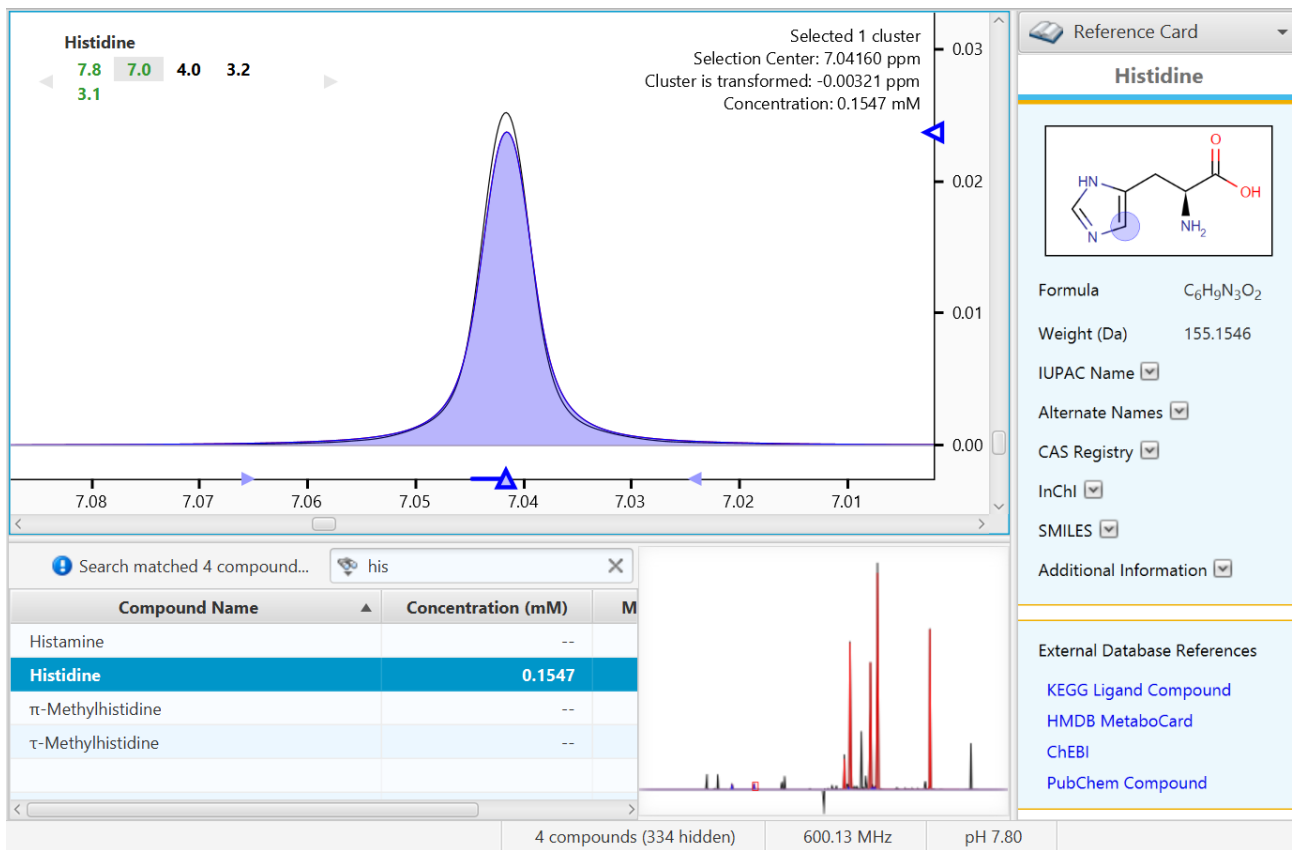 Histidine
7.8 7.0 4.0 3.2
3.1
Selected 1 cluster
Selection Center: 7.04160 ppm
Cluster is transformed: -0.00321 ppm
Concentration: 0.1547 mM
0.03
0.02
0.01
0.00
7.08 7.07 7.06 7.05 7.04 7.03 7.02 7.01
Search matched 4 compound... his
Compound Name Concentration (mM) M
Histamine --
Histidine 0.1547
π-Methylhistidine --
τ-Methylhistidine --
Reference Card
Histidine
HN
N
NH₂
O
OH
Formula C₆H₉N₃O₂
Weight (Da) 155.1546
IUPAC Name
Alternate Names
CAS Registry
InChI
SMILES
Additional Information
External Database References
KEGG Ligand Compound
HMDB MetaboCard
ChEBI
PubChem Compound
4 compounds (334 hidden) 600.13 MHz pH 7.80